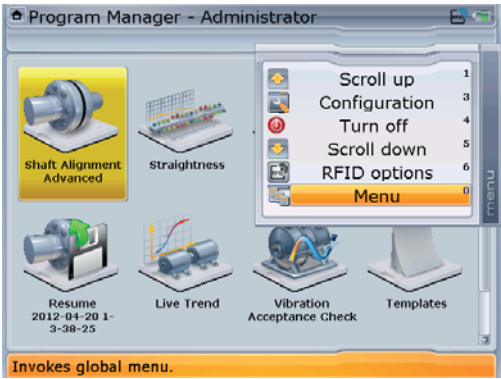 Program Manager - Administrator
Scroll up 1
Configuration 3
Turn off 4
Scroll down 5
RFID options 6
Menu 0
menu
Shaft Alignment
Advanced
Straightness
Resume
2012-04-20 1-
3-38-25
Live Trend
Vibration
Acceptance Check
Templates
Invokes global menu.